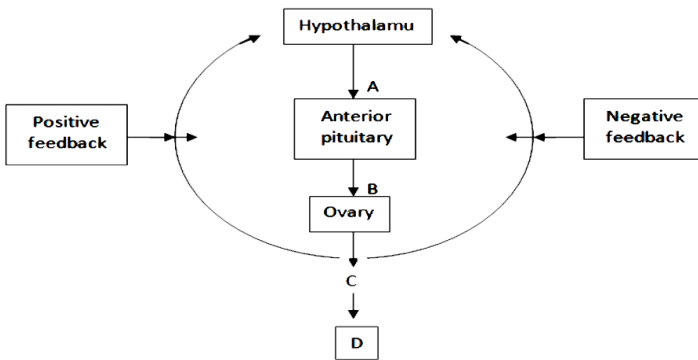 Hypothalamu
A
Positive
feedback
Anterior
pituitary
Negative
feedback
B
Ovary
C
D